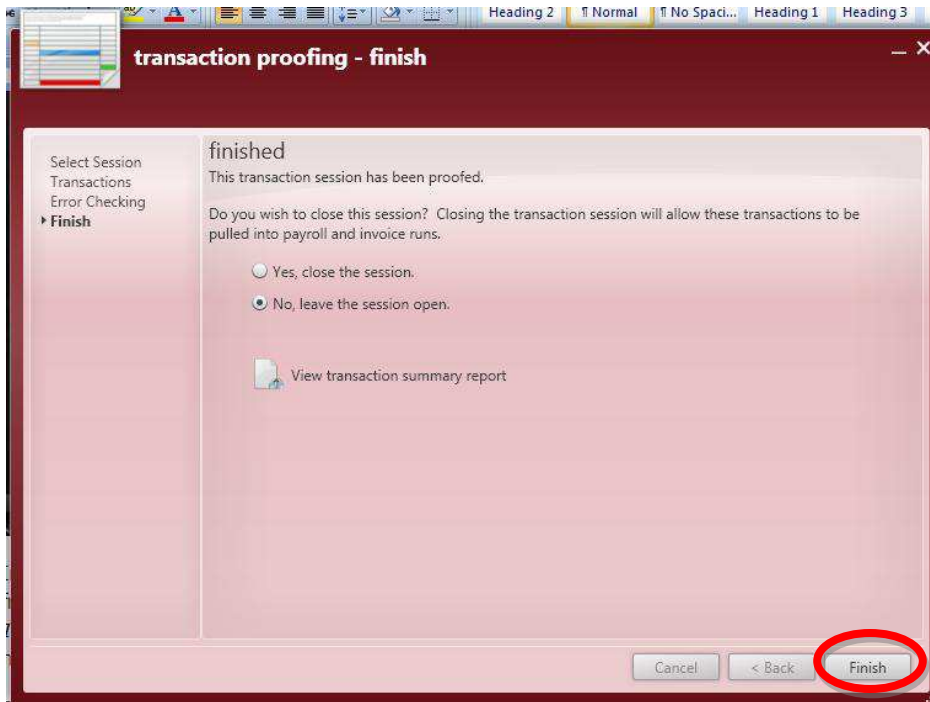 Heading 2 ¶ Normal ¶ No Spaci... Heading 1 Heading 3
transaction proofing - finish
Select Session
Transactions
Error Checking
Finish
finished
This transaction session has been proofed.
Do you wish to close this session? Closing the transaction session will allow these transactions to be
pulled into payroll and invoice runs.
Yes, close the session.
No, leave the session open.
View transaction summary report
Cancel < Back Finish